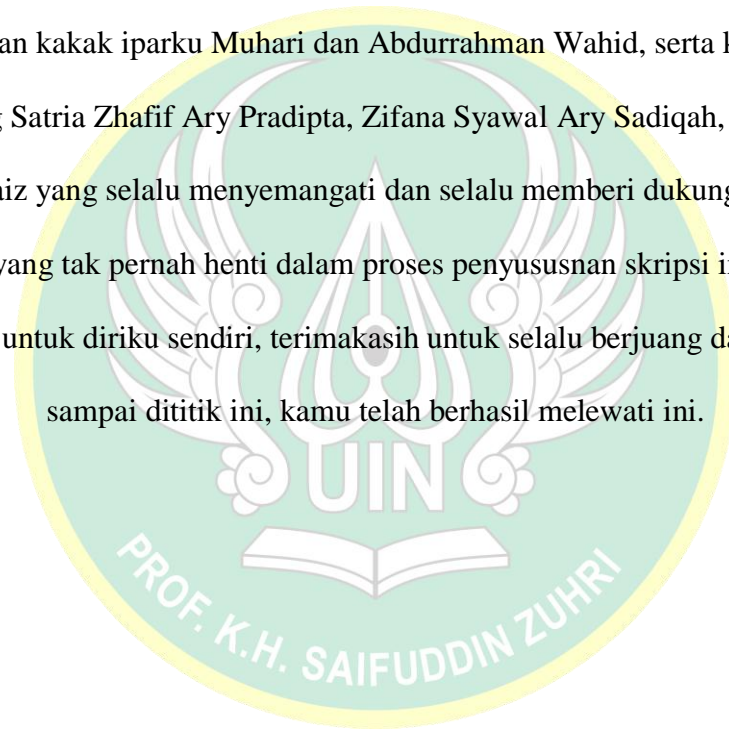 an kakak iparku Muhari dan Abdurrahman Wahid, serta k
Satria Zhafif Ary Pradipta, Zifana Syawal Ary Sadiqah,
aiz yang selalu menyemangati dan selalu memberi dukung
yang tak pernah henti dalam proses penyususnan skripsi i
untuk diriku sendiri, terimakasih untuk selalu berjuang da
sampai dititik ini, kamu telah berhasil melewati ini.
UIN
PROF. K.H. SAIFUDDIN ZUHRI